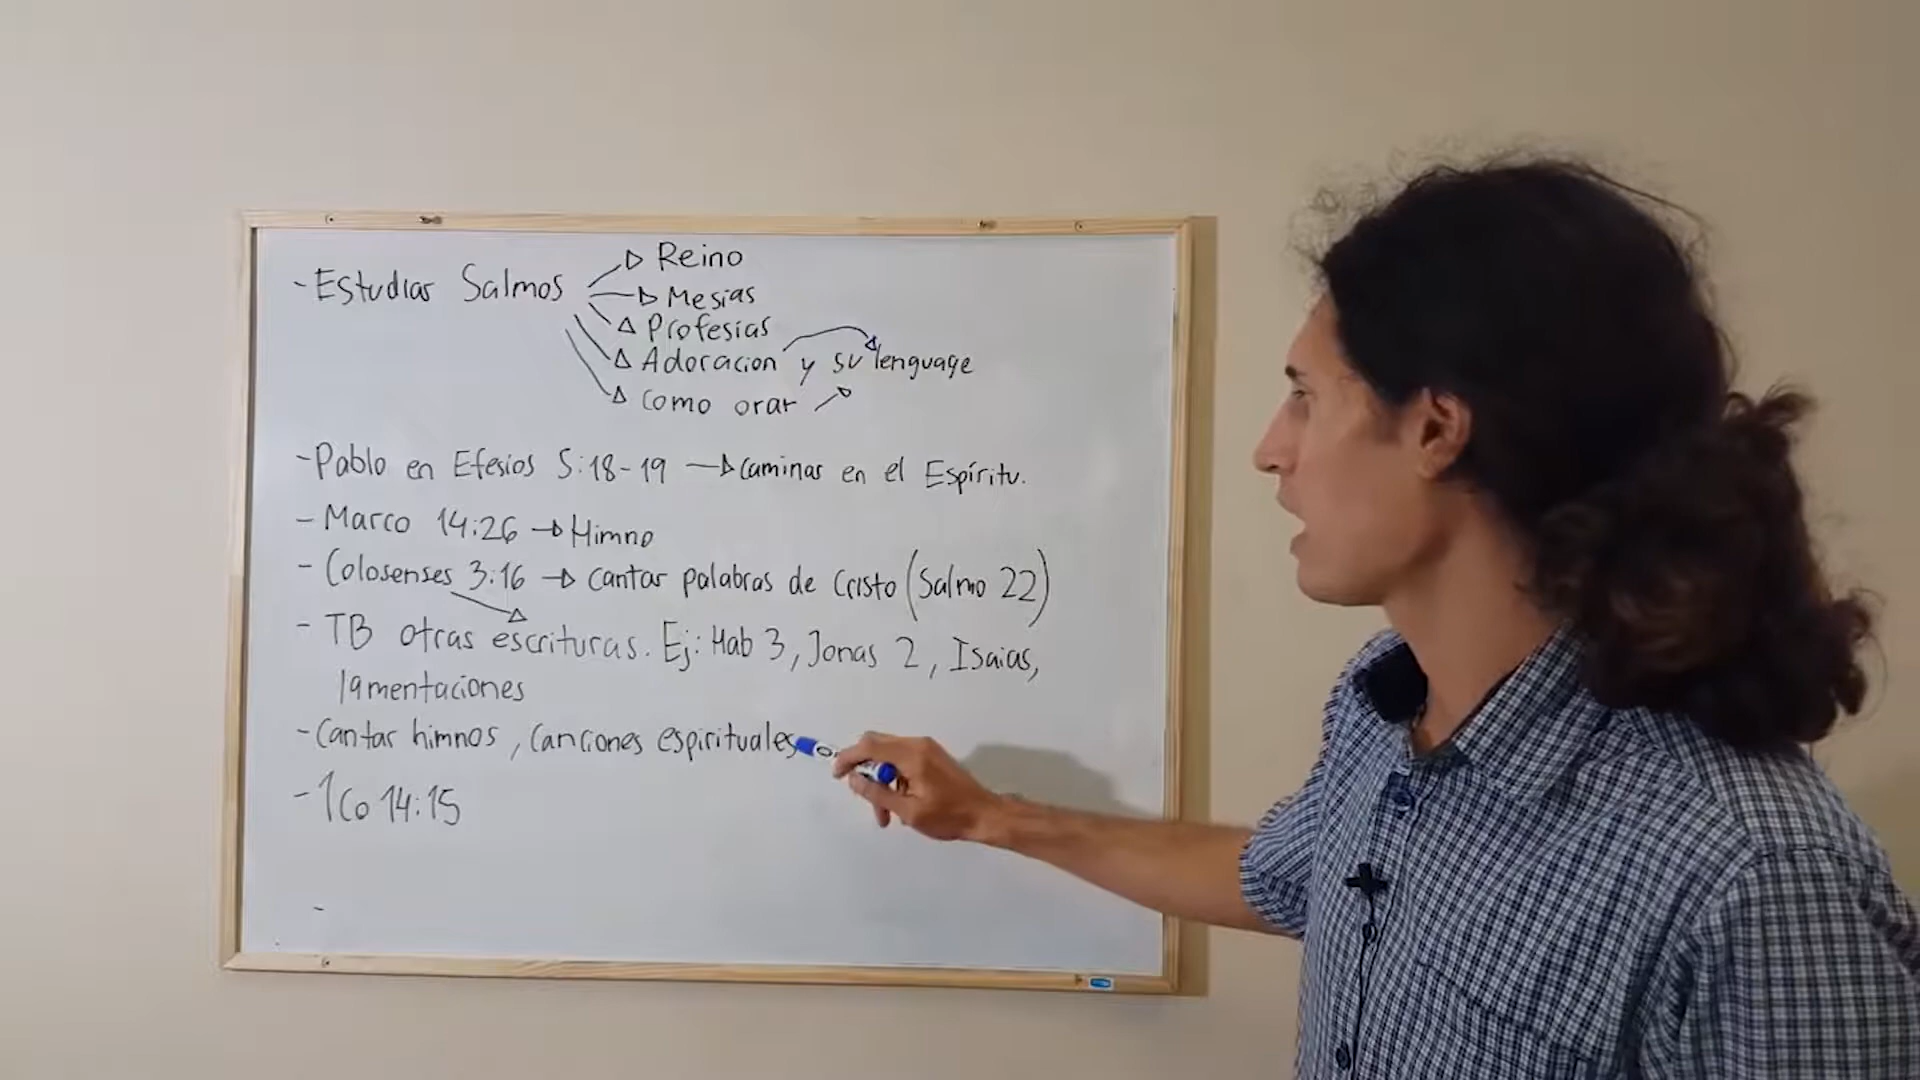 - Estudiar Salmos
Reino
Mesias
Profesias
Adoracion y su lenguage
como orar
- Pablo en Efesios 5:18-19 → caminar en el Espíritu.
- Marco 14:26 → Himno
- Colosenses 3:16 → cantar palabras de Cristo (Salmo 22)
- TB otras escrituras. Ej: Hab 3, Jonas 2, Isaias,
lamentaciones
- Cantar himnos, canciones espirituales
- 1Co 14:15
-